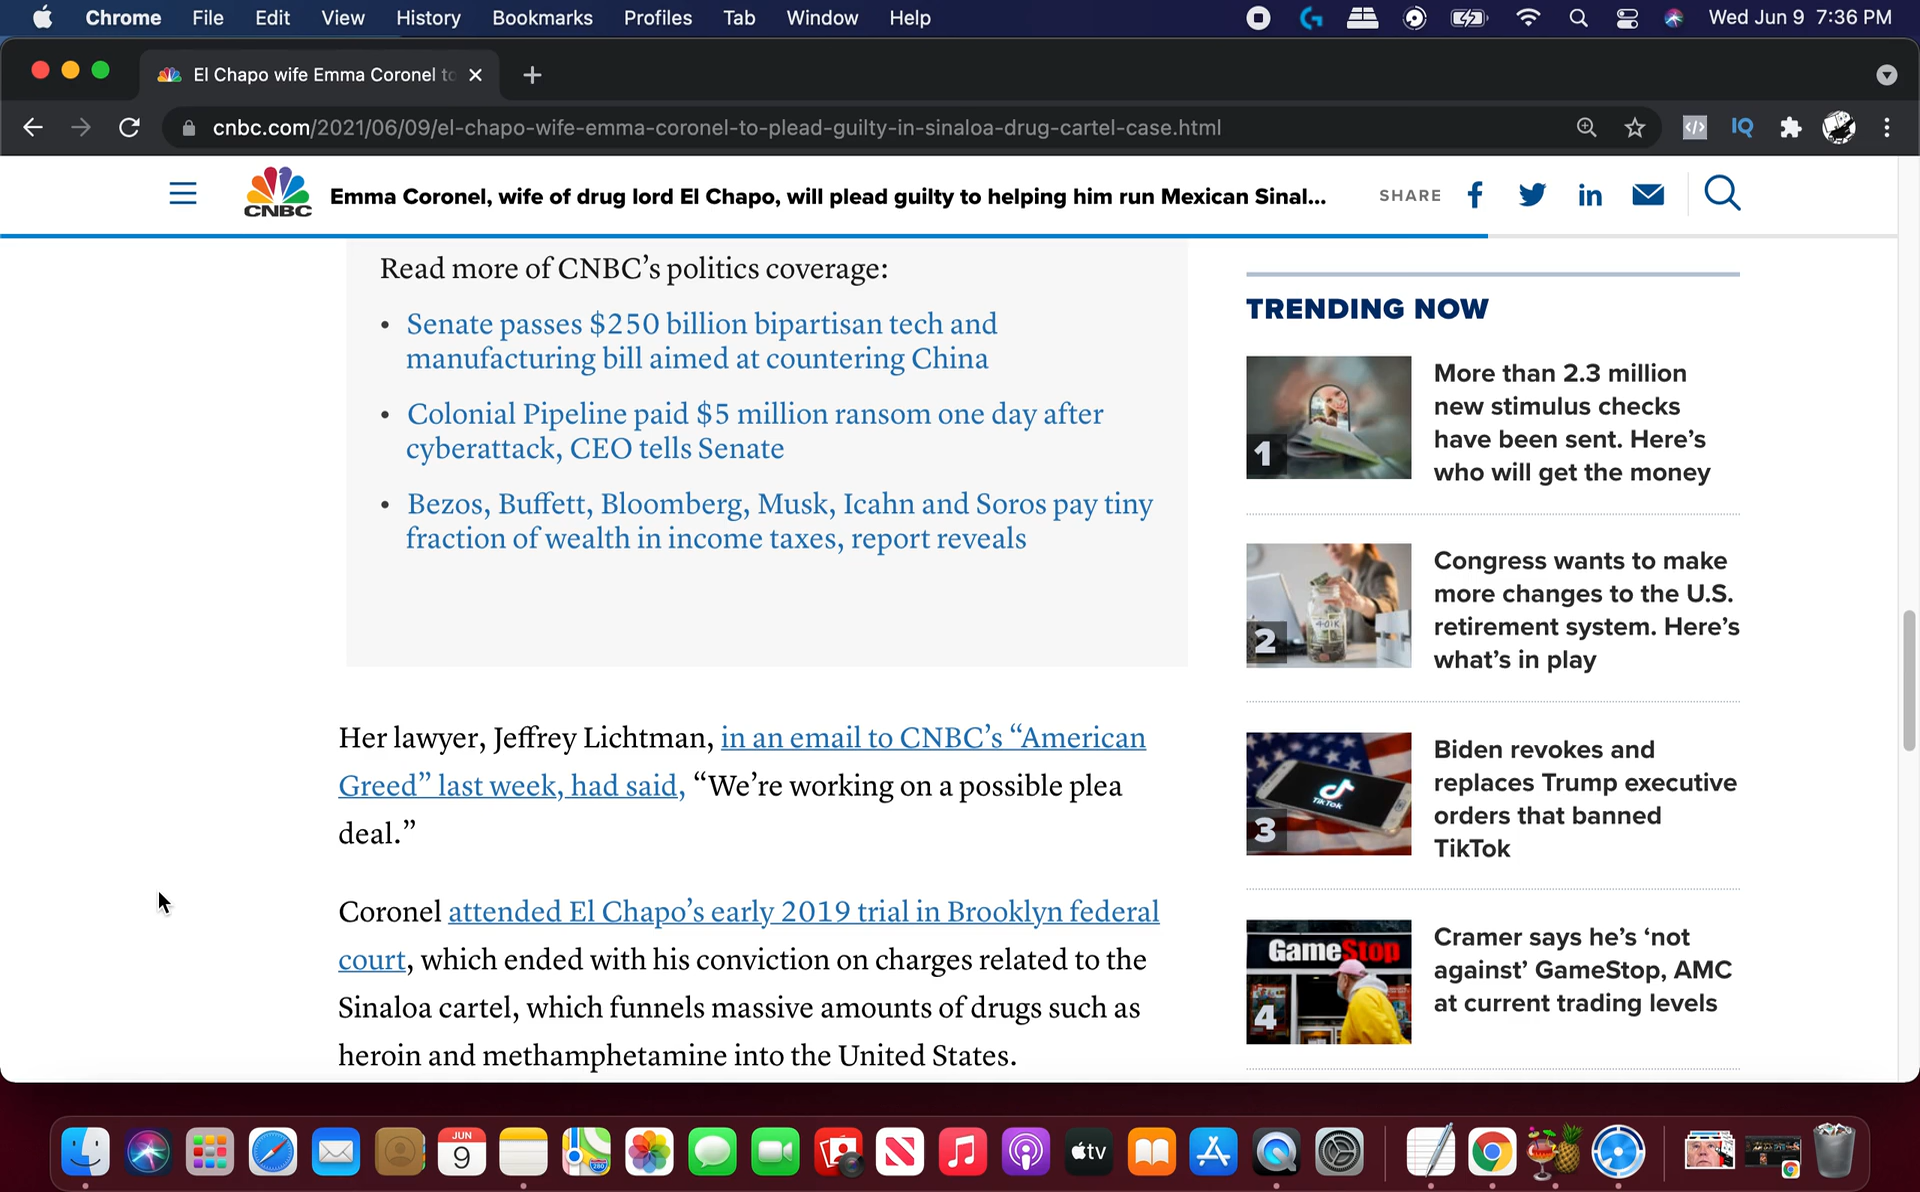 Chrome File Edit View History Bookmarks Profiles Tab Window Help Wed Jun 9 7:36 PM
El Chapo wife Emma Coronel to
cnbc.com/2021/06/09/el-chapo-wife-emma-coronel-to-plead-guilty-in-sinaloa-drug-cartel-case.html
IQ
CNBC
Emma Coronel, wife of drug lord El Chapo, will plead guilty to helping him run Mexican Sinal...
SHARE
Read more of CNBC’s politics coverage:
• Senate passes $250 billion bipartisan tech and
manufacturing bill aimed at countering China
• Colonial Pipeline paid $5 million ransom one day after
cyberattack, CEO tells Senate
• Bezos, Buffett, Bloomberg, Musk, Icahn and Soros pay tiny
fraction of wealth in income taxes, report reveals
Her lawyer, Jeffrey Lichtman, in an email to CNBC’s “American
Greed” last week, had said, “We’re working on a possible plea
deal.”
Coronel attended El Chapo’s early 2019 trial in Brooklyn federal
court, which ended with his conviction on charges related to the
Sinaloa cartel, which funnels massive amounts of drugs such as
heroin and methamphetamine into the United States.
TRENDING NOW
1
More than 2.3 million
new stimulus checks
have been sent. Here’s
who will get the money
401K
2
Congress wants to make
more changes to the U.S.
retirement system. Here’s
what’s in play
TikTok
3
Biden revokes and
replaces Trump executive
orders that banned
TikTok
GameStop
4
Cramer says he’s ‘not
against’ GameStop, AMC
at current trading levels
JUN
9
280
tv